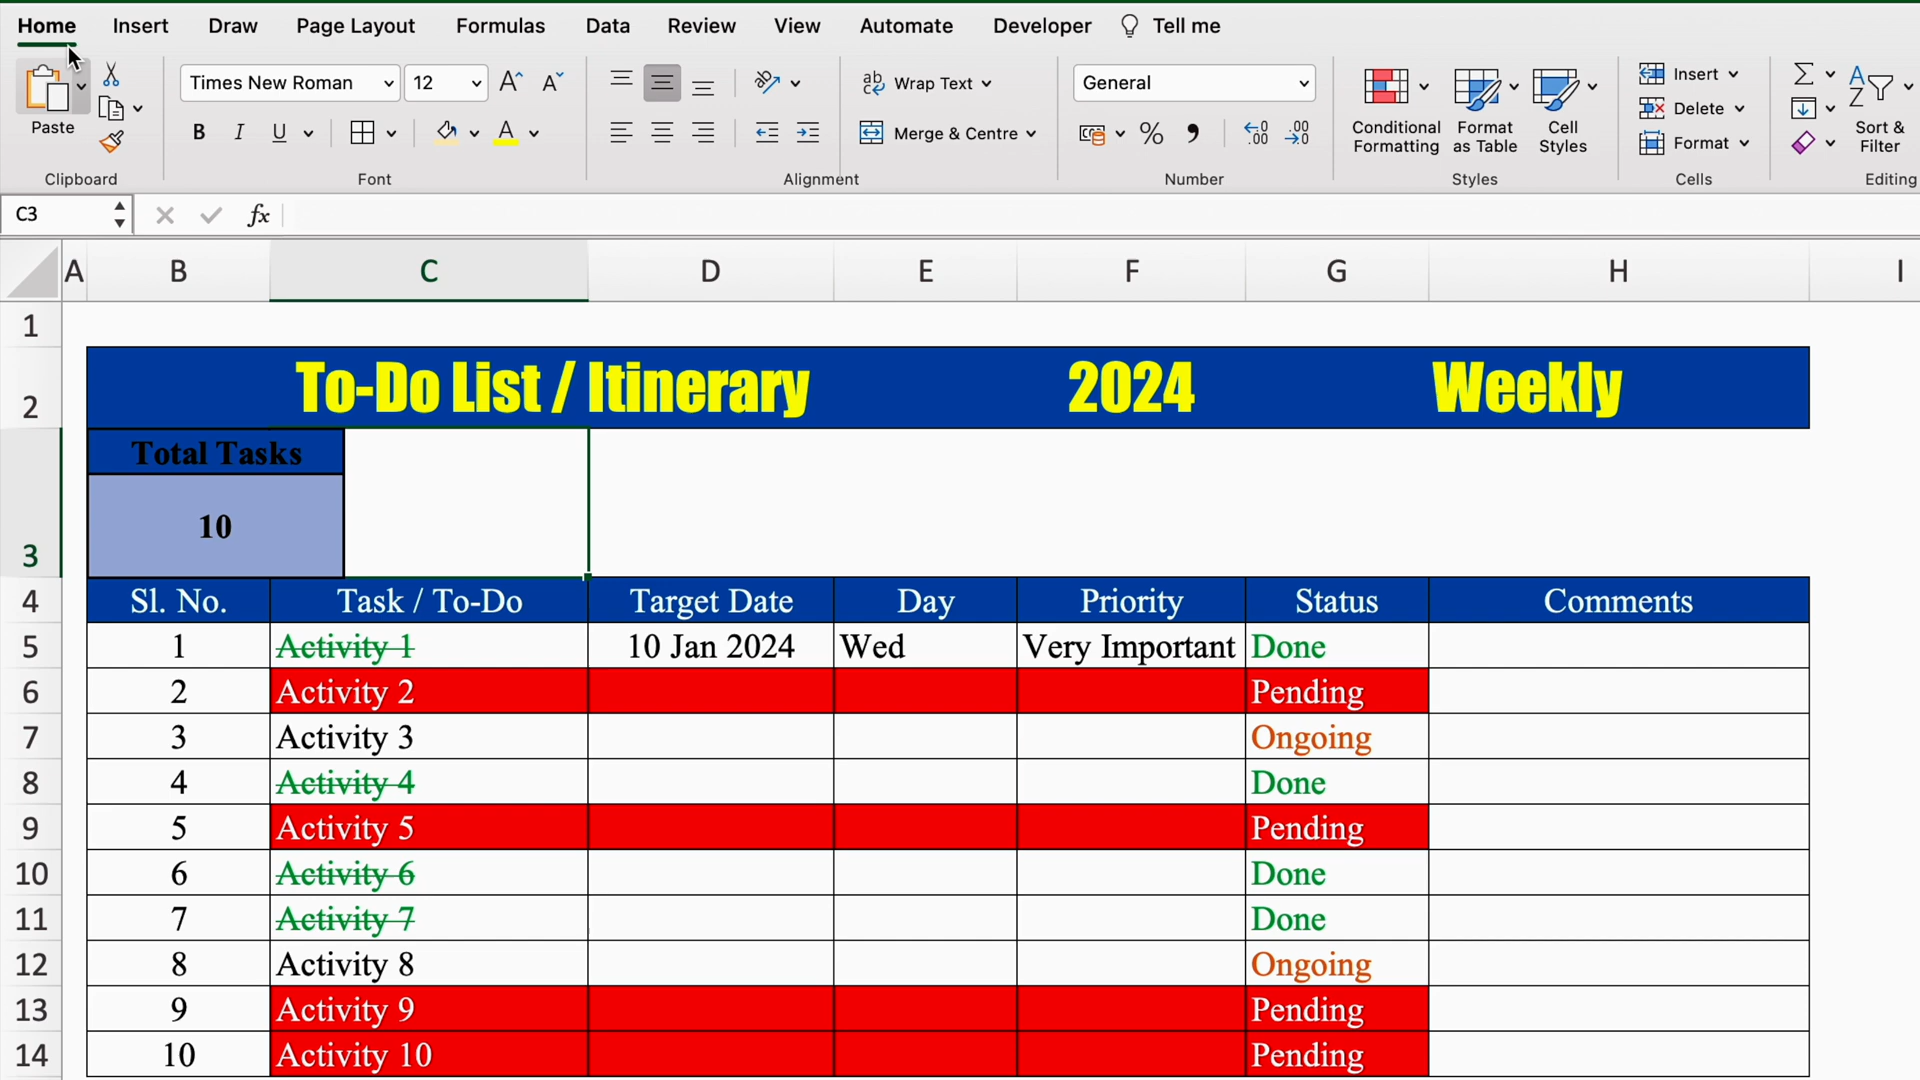 Home Insert Draw Page Layout Formulas Data Review View Automate Developer Tell me
Times New Roman 12 Wrap Text General Insert
Delete
Paste B I U Merge & Centre % Conditional Formatting Format as Table Cell Styles Format Sort & Filter
Clipboard Font Alignment Number Styles Cells Editing
C3 fx
A B C D E F G H I
1
2 To-Do List / Itinerary 2024 Weekly
Total Tasks
10
3
4 Sl. No. Task / To-Do Target Date Day Priority Status Comments
5 1 Activity 1 10 Jan 2024 Wed Very Important Done
6 2 Activity 2 Pending
7 3 Activity 3 Ongoing
8 4 Activity 4 Done
9 5 Activity 5 Pending
10 6 Activity 6 Done
11 7 Activity 7 Done
12 8 Activity 8 Ongoing
13 9 Activity 9 Pending
14 10 Activity 10 Pending